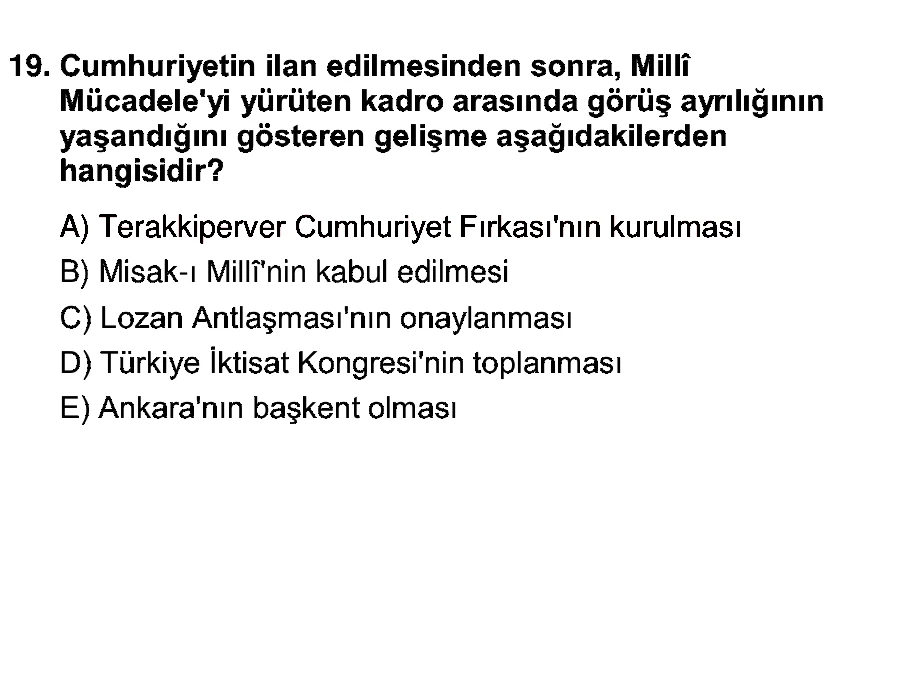 19. Cumhuriyetin ilan edilmesinden sonra, Millî
Mücadele'yi yürüten kadro arasında görüş ayrılığının
yaşandığını gösteren gelişme aşağıdakilerden
hangisidir?
A) Terakkiperver Cumhuriyet Fırkası'nın kurulması
B) Misak-ı Millî'nin kabul edilmesi
C) Lozan Antlaşması'nın onaylanması
D) Türkiye İktisat Kongresi'nin toplanması
E) Ankara'nın başkent olması